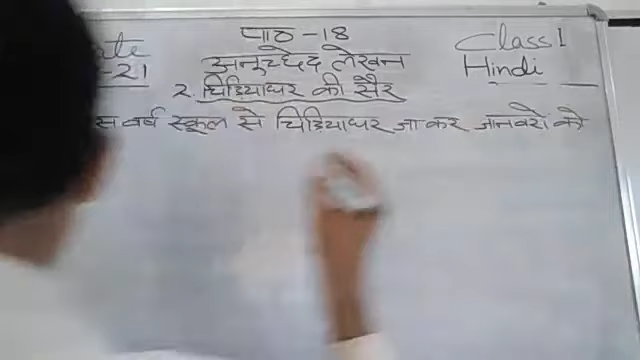 पाठ -18
ate
Class 1
-21
अनुच्छेद लेखन
Hindi
2. चिड़ियाघर की सैर
स वर्ष स्कूल से चिड़ियाघर जा कर जानवरो को